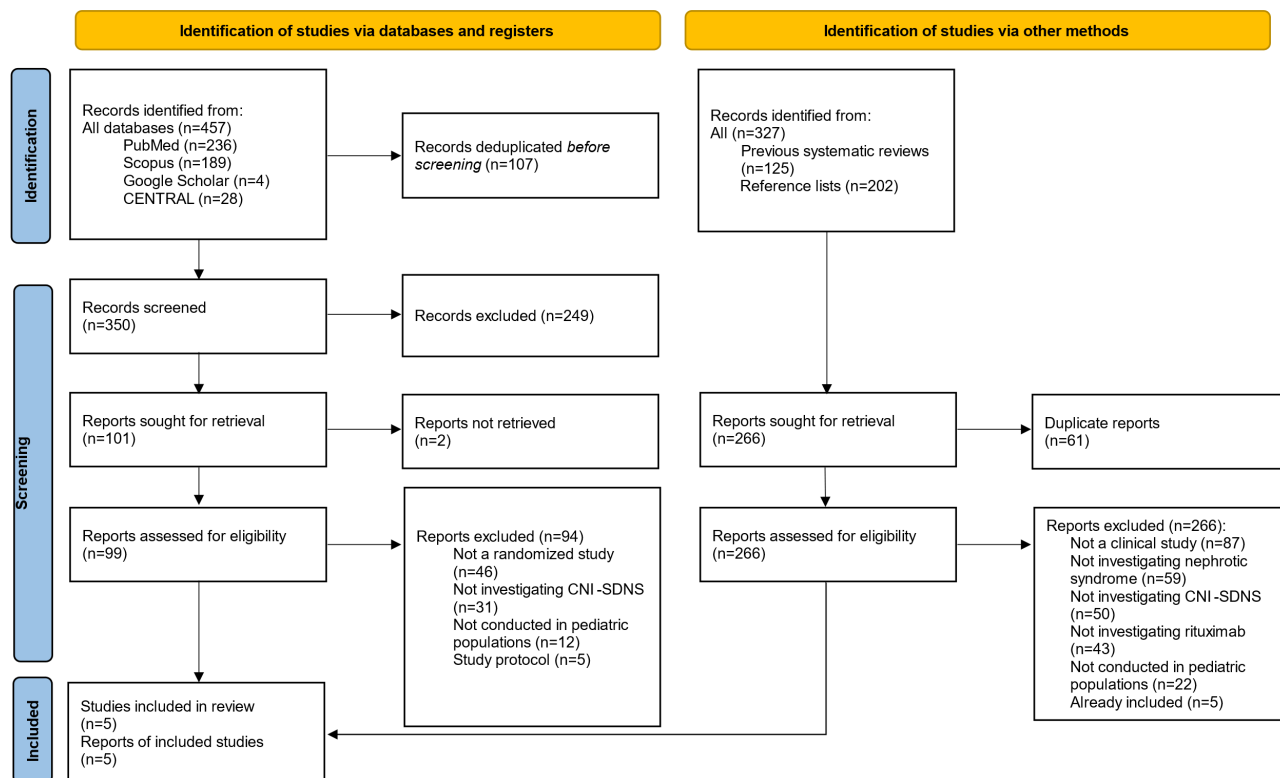 Identification of studies via databases and registers
Identification of studies via other methods
Identification
Records identified from:
All databases (n=457)
PubMed (n=236)
Scopus (n=189)
Google Scholar (n=4)
CENTRAL (n=28)
Records deduplicated before
screening (n=107)
Records identified from:
All (n=327)
Previous systematic reviews
(n=125)
Reference lists (n=202)
Screening
Records screened
(n=350)
Records excluded (n=249)
Reports sought for retrieval
(n=101)
Reports not retrieved
(n=2)
Reports sought for retrieval
(n=266)
Duplicate reports
(n=61)
Reports assessed for eligibility
(n=99)
Reports excluded (n=94)
Not a randomized study
(n=46)
Not investigating CNI-SDNS
(n=31)
Not conducted in pediatric
populations (n=12)
Study protocol (n=5)
Reports assessed for eligibility
(n=266)
Reports excluded (n=266):
Not a clinical study (n=87)
Not investigating nephrotic
syndrome (n=59)
Not investigating CNI-SDNS
(n=50)
Not investigating rituximab
(n=43)
Not conducted in pediatric
populations (n=22)
Already included (n=5)
Included
Studies included in review
(n=5)
Reports of included studies
(n=5)